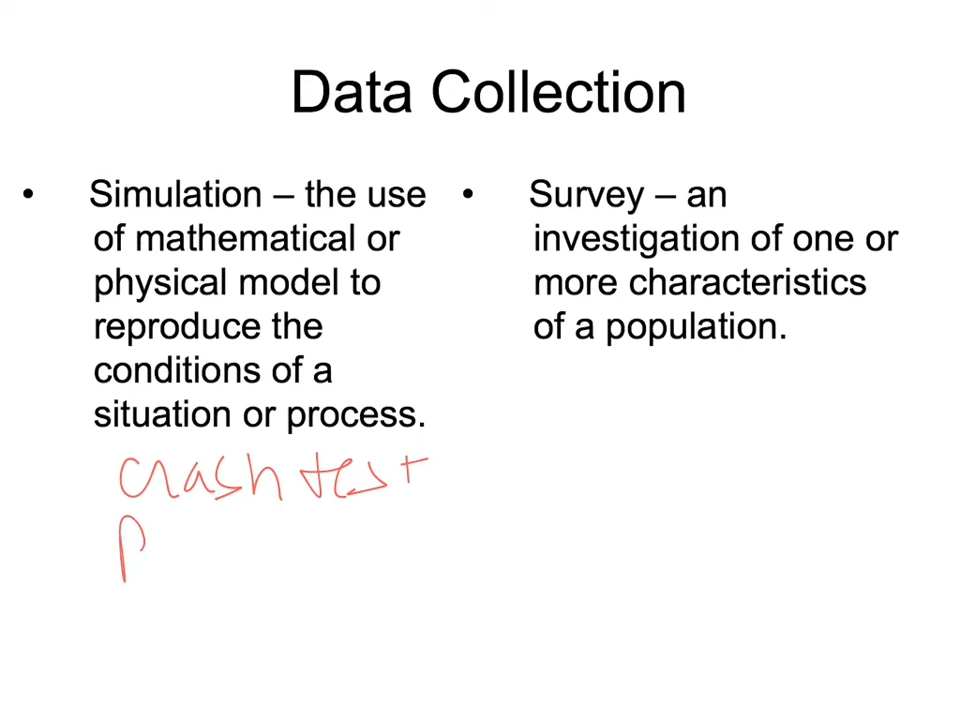 Data Collection
• Simulation – the use
of mathematical or
physical model to
reproduce the
conditions of a
situation or process.
crash test
• Survey – an
investigation of one or
more characteristics
of a population.